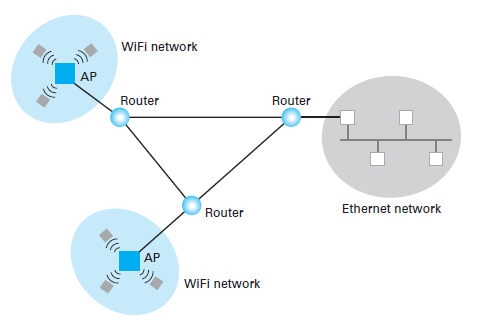 WiFi network
AP
Router
Router
Router
Ethernet network
AP
WiFi network